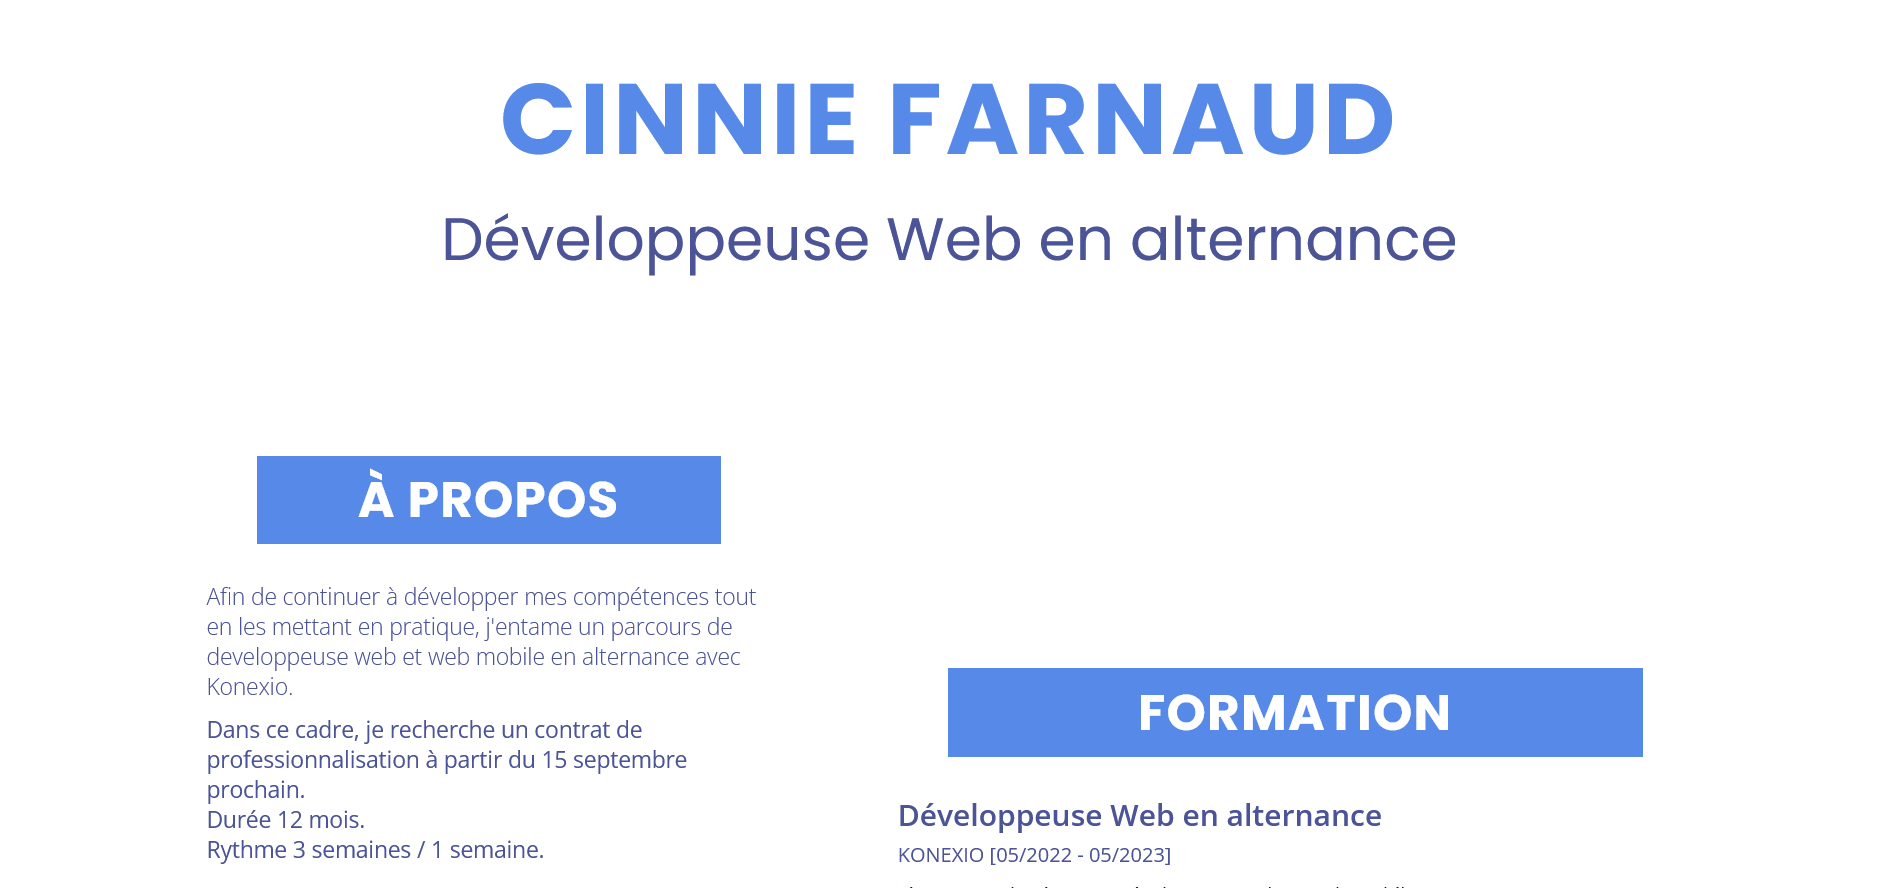 CINNIE FARNAUD
Développeuse Web en alternance
À PROPOS
Afin de continuer à développer mes compétences tout
en les mettant en pratique, j'entame un parcours de
developpeuse web et web mobile en alternance avec
Konexio.
Dans ce cadre, je recherche un contrat de
professionnalisation à partir du 15 septembre
prochain.
Durée 12 mois.
Rythme 3 semaines / 1 semaine.
FORMATION
Développeuse Web en alternance
KONEXIO [05/2022 - 05/2023]